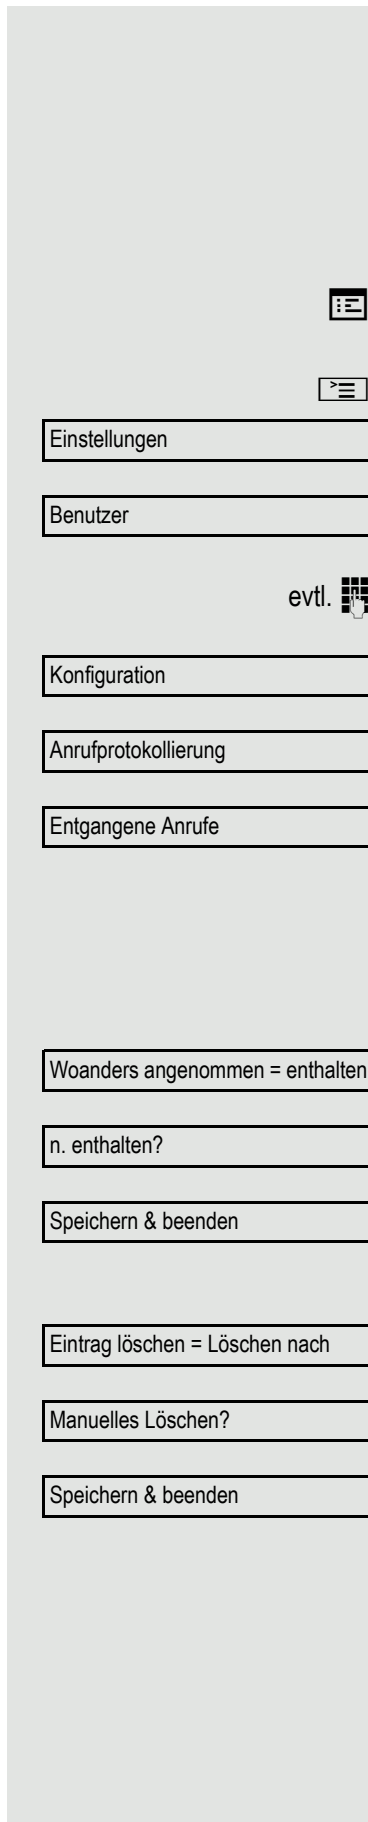 Einstellungen
Benutzer
evtl.
Konfiguration
Anrufprotokollierung
Entgangene Anrufe
Woanders angenommen = enthalten
n. enthalten?
Speichern & beenden
Eintrag löschen = Löschen nach
Manuelles Löschen?
Speichern & beenden